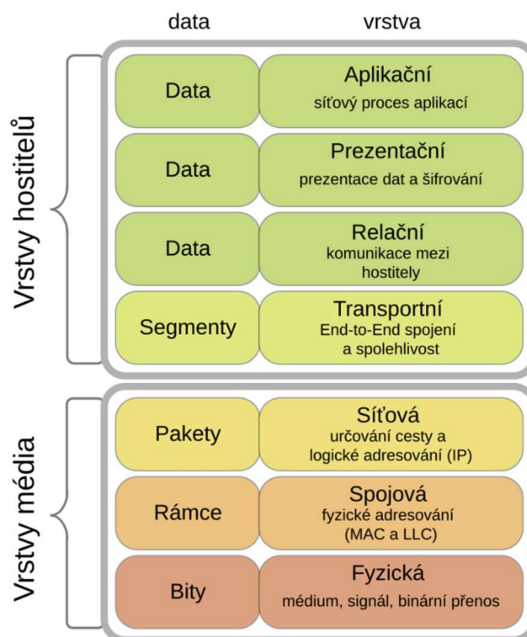 data
vrstva
Vrstvy hostitelů
Data
Aplikační
síťový proces aplikací
Data
Prezentační
prezentace dat a šifrování
Data
Relační
komunikace mezi
hostitely
Segmenty
Transportní
End-to-End spojení
a spolehlivost
Vrstvy média
Pakety
Síťová
určování cesty a
logické adresování (IP)
Rámce
Spojová
fyzické adresování
(MAC a LLC)
Bity
Fyzická
médium, signál, binární přenos